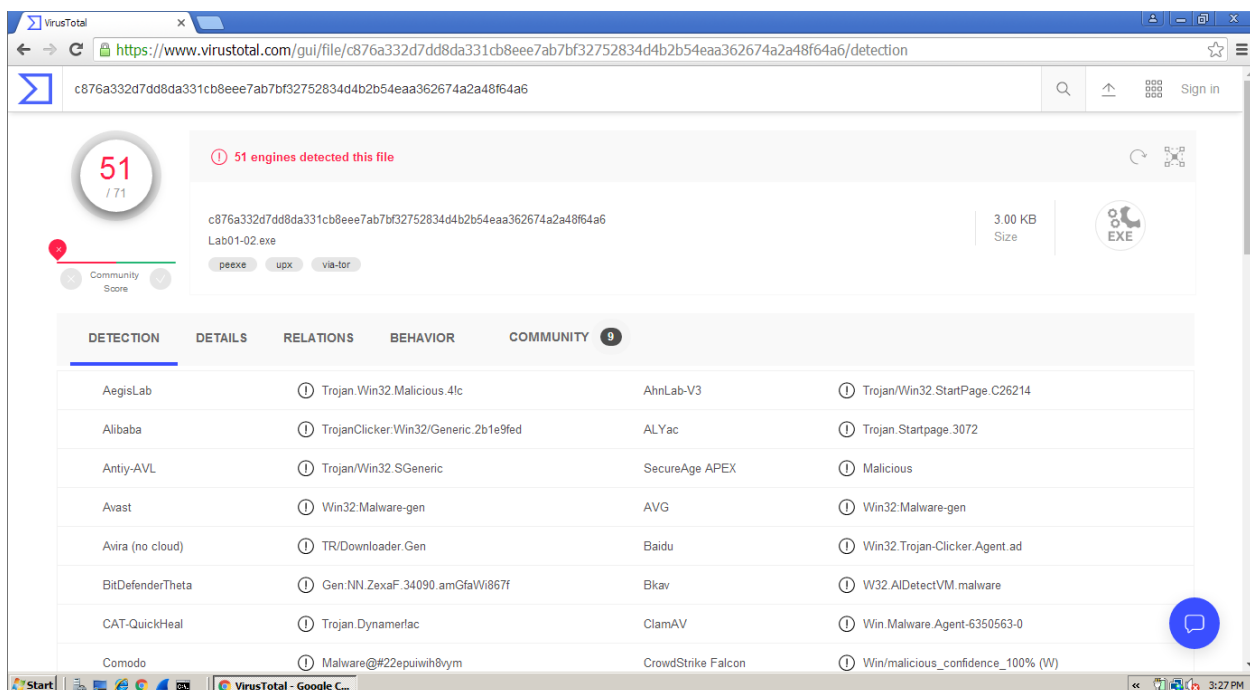 VirusTotal
https://www.virustotal.com/gui/file/c876a332d7dd8da331cb8eee7ab7bf32752834d4b2b54eaa362674a2a48f64a6/detection
c876a332d7dd8da331cb8eee7ab7bf32752834d4b2b54eaa362674a2a48f64a6 Sign in
51
/ 71
51 engines detected this file
c876a332d7dd8da331cb8eee7ab7bf32752834d4b2b54eaa362674a2a48f64a6
Lab01-02.exe
peexe upx via-tor
3.00 KB
Size
EXE
Community
Score
DETECTION DETAILS RELATIONS BEHAVIOR COMMUNITY 9
AegisLab Trojan.Win32.Malicious.4!c AhnLab-V3 Trojan/Win32.StartPage.C26214
Alibaba TrojanClicker:Win32/Generic.2b1e9fed ALYac Trojan.Startpage.3072
Antiy-AVL Trojan/Win32.SGeneric SecureAge APEX Malicious
Avast Win32:Malware-gen AVG Win32:Malware-gen
Avira (no cloud) TR/Downloader.Gen Baidu Win32.Trojan-Clicker.Agent.ad
BitDefenderTheta Gen:NN.ZexaF.34090.amGfaWi867f Bkav W32.AIDetectVM.malware
CAT-QuickHeal Trojan.Dynamer!ac ClamAV Win.Malware.Agent-6350563-0
Comodo Malware@#22epuiwih8vym CrowdStrike Falcon Win/malicious_confidence_100% (W)
Start VirusTotal - Google C... 3:27 PM